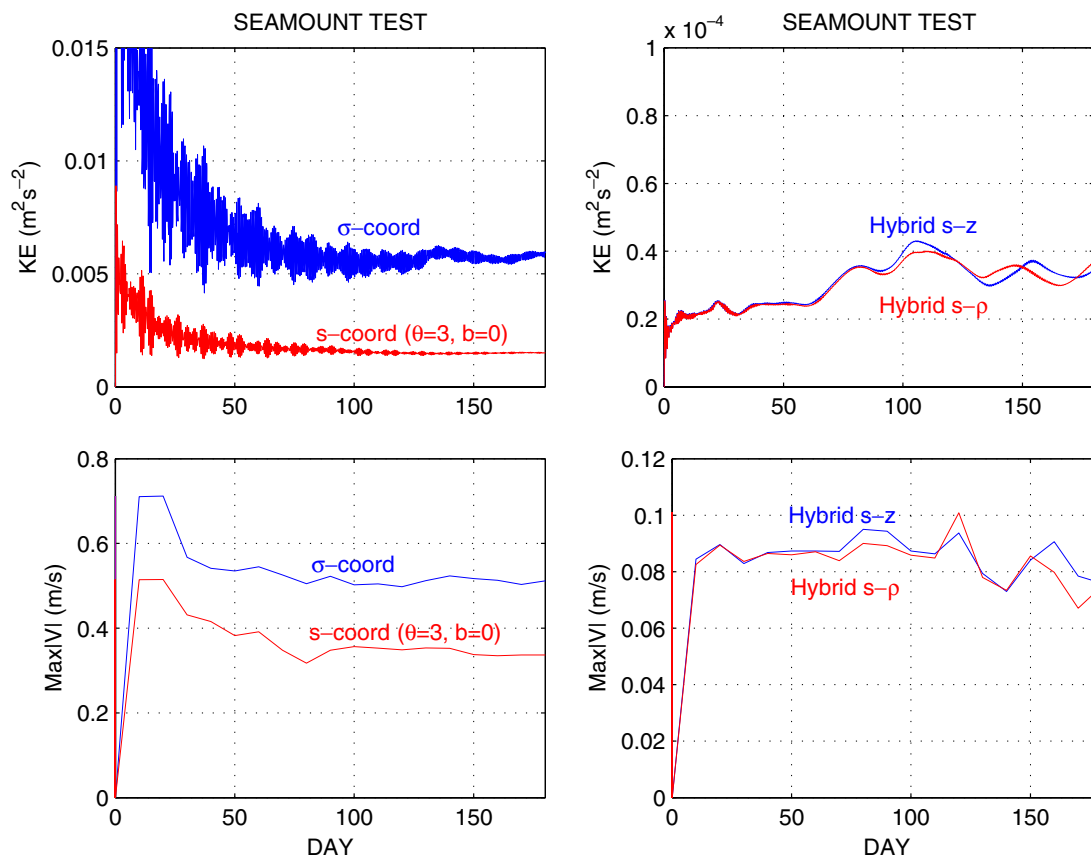 SEAMOUNT TEST
0.015
0.01
0.005
0
KE (m²s⁻²)
σ−coord
s−coord (θ=3, b=0)
0 50 100 150
SEAMOUNT TEST
x 10⁻⁴
1
0.8
0.6
0.4
0.2
0
KE (m²s⁻²)
Hybrid s−z
Hybrid s−ρ
0 50 100 150
0.8
0.6
0.4
0.2
0
Max|V| (m/s)
σ−coord
s−coord (θ=3, b=0)
0 50 100 150
DAY
0.12
0.1
0.08
0.06
0.04
0.02
0
Max|V| (m/s)
Hybrid s−z
Hybrid s−ρ
0 50 100 150
DAY